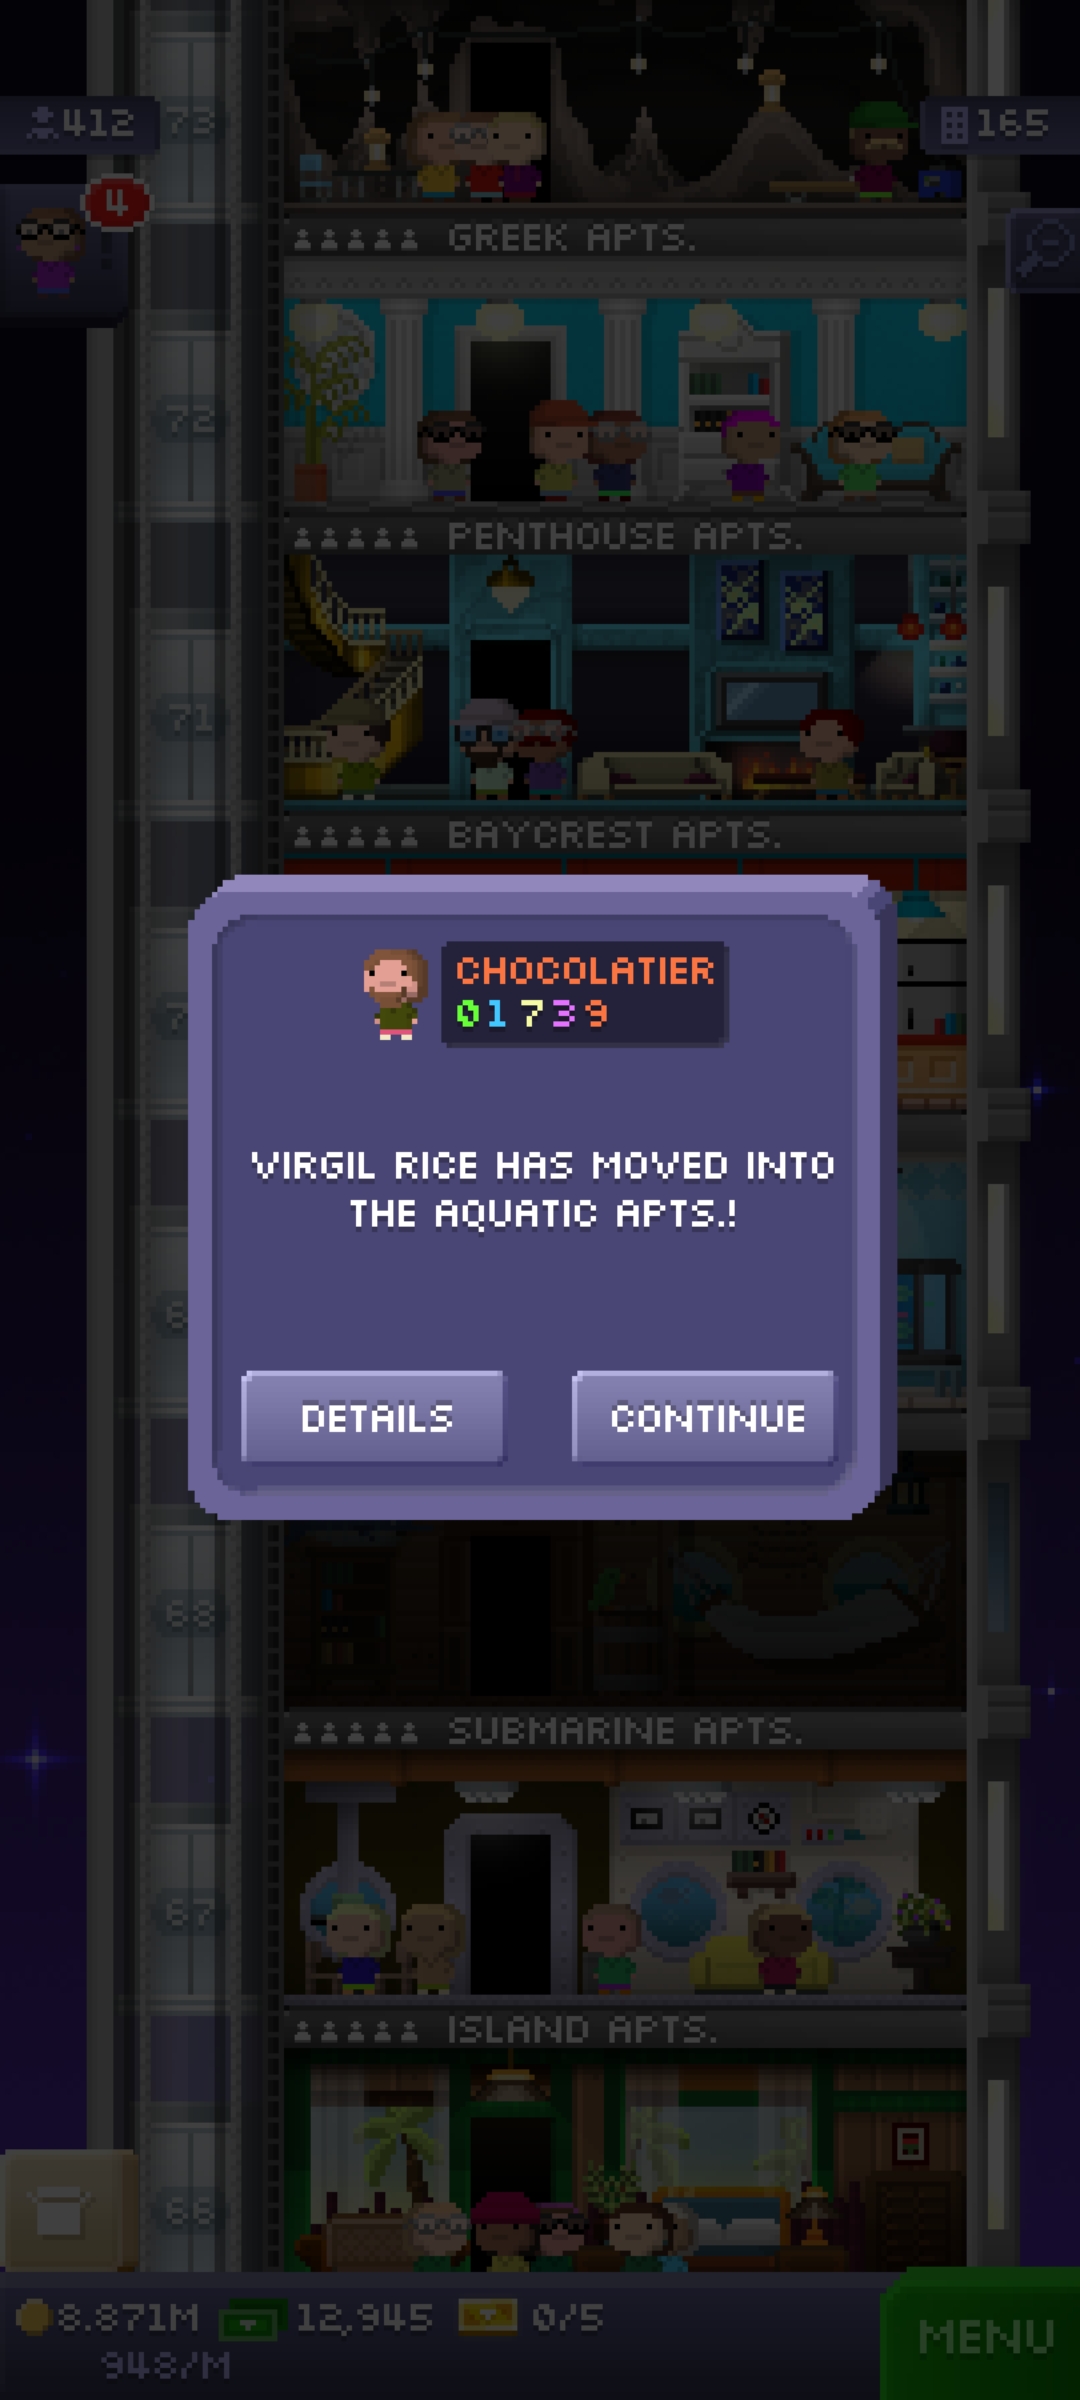 412
73
165
4
GREEK APTS.
72
PENTHOUSE APTS.
71
BAYCREST APTS.
CHOCOLATIER
01739
VIRGIL RICE HAS MOVED INTO
THE AQUATIC APTS.!
DETAILS
CONTINUE
68
SUBMARINE APTS.
67
ISLAND APTS.
66
8.871M
12,945
0/5
948/M
MENU